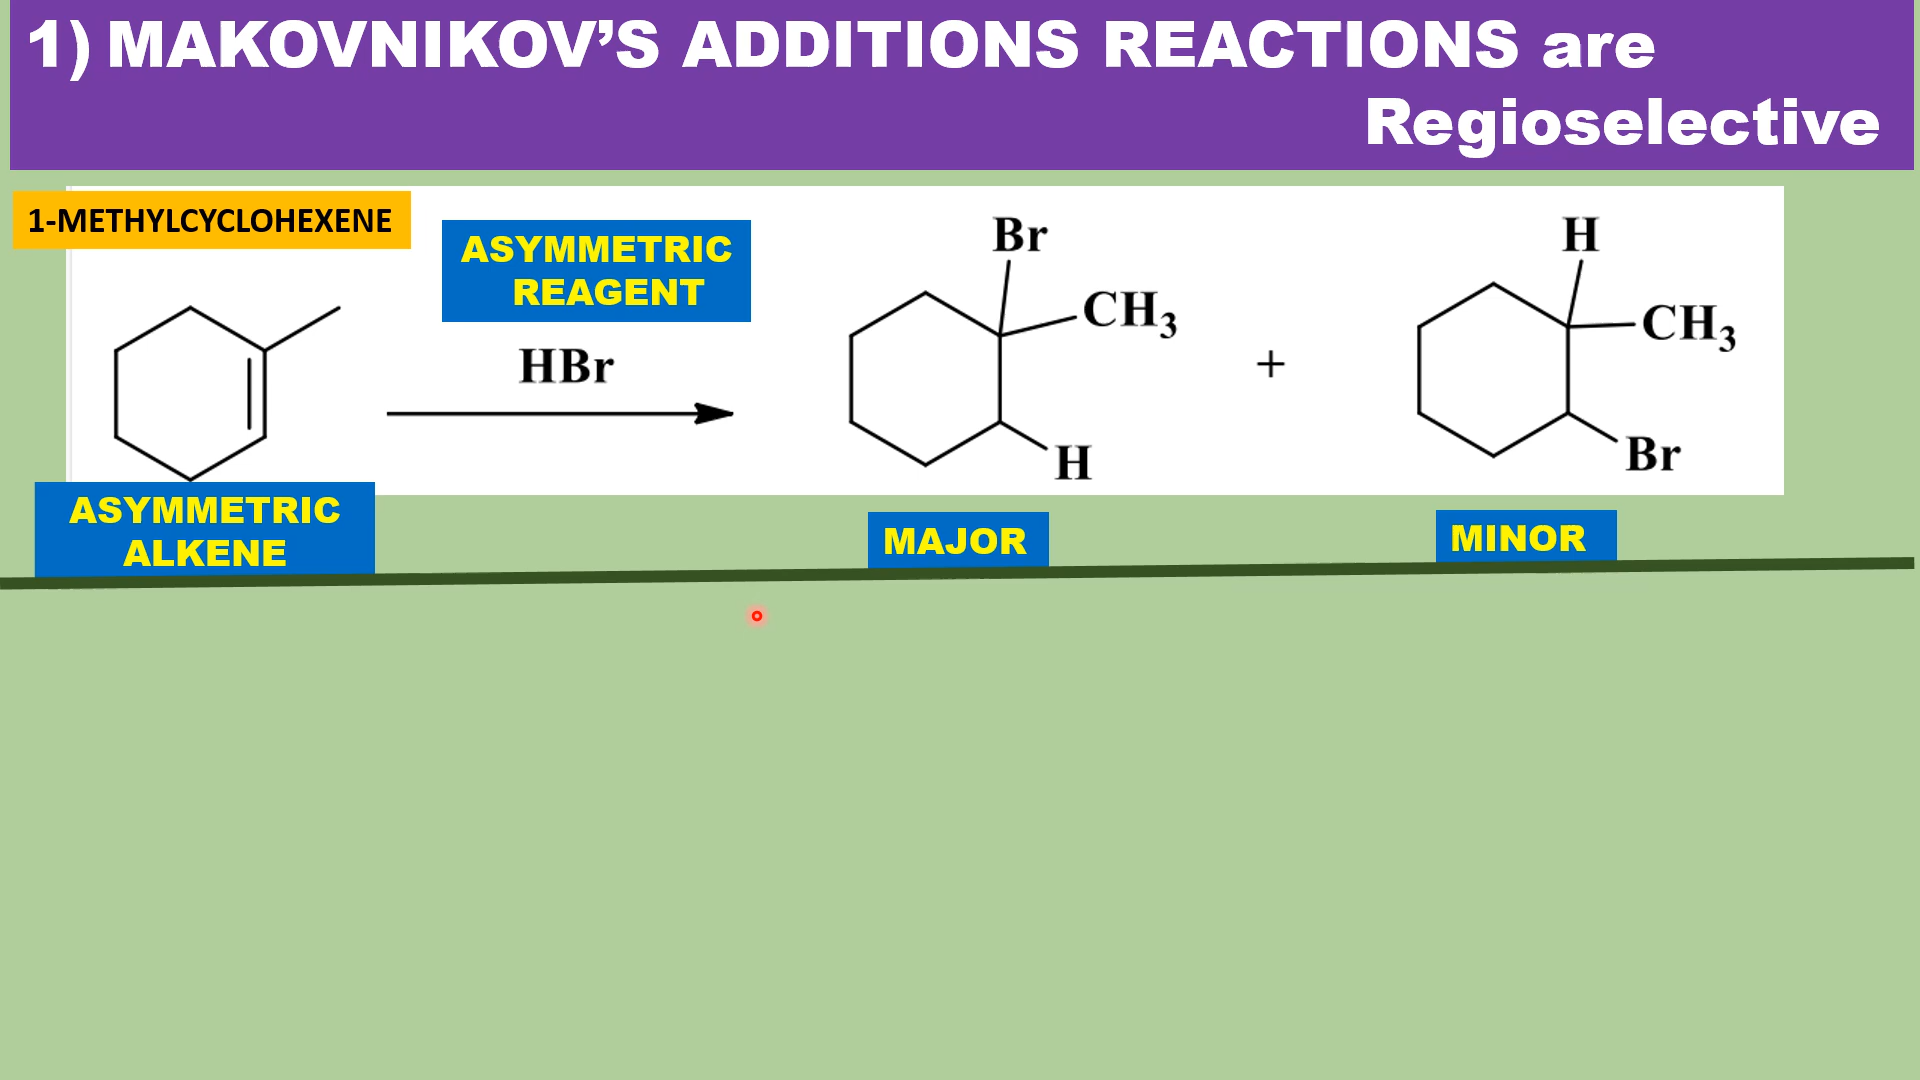 1) MAKOVNIKOV’S ADDITIONS REACTIONS are
Regioselective
1-METHYLCYCLOHEXENE
ASYMMETRIC
REAGENT
HBr
Br
CH₃
H
+
H
CH₃
Br
ASYMMETRIC
ALKENE
MAJOR
MINOR